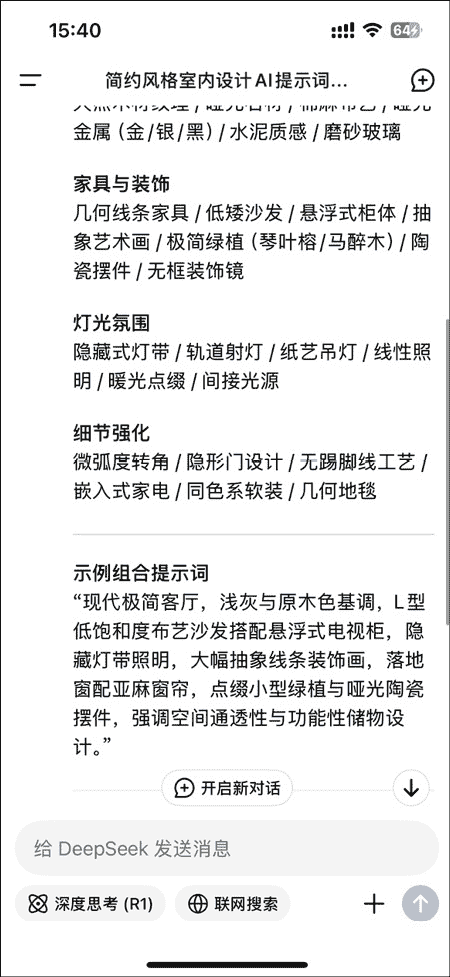 15:40
64
简约风格室内设计AI提示词...
金属（金/银/黑）/ 水泥质感 / 磨砂玻璃
家具与装饰
几何线条家具 / 低矮沙发 / 悬浮式柜体 / 抽
象艺术画 / 极简绿植（琴叶榕/马醉木）/ 陶
瓷摆件 / 无框装饰镜
灯光氛围
隐藏式灯带 / 轨道射灯 / 纸艺吊灯 / 线性照
明 / 暖光点缀 / 间接光源
细节强化
微弧度转角 / 隐形门设计 / 无踢脚线工艺 /
嵌入式家电 / 同色系软装 / 几何地毯
示例组合提示词
“现代极简客厅，浅灰与原木色基调，L型
低饱和度布艺沙发搭配悬浮式电视柜，隐
藏灯带照明，大幅抽象线条装饰画，落地
窗配亚麻窗帘，点缀小型绿植与哑光陶瓷
摆件，强调空间通透性与功能性储物设
计。”
开启新对话
给 DeepSeek 发送消息
深度思考 (R1)
联网搜索